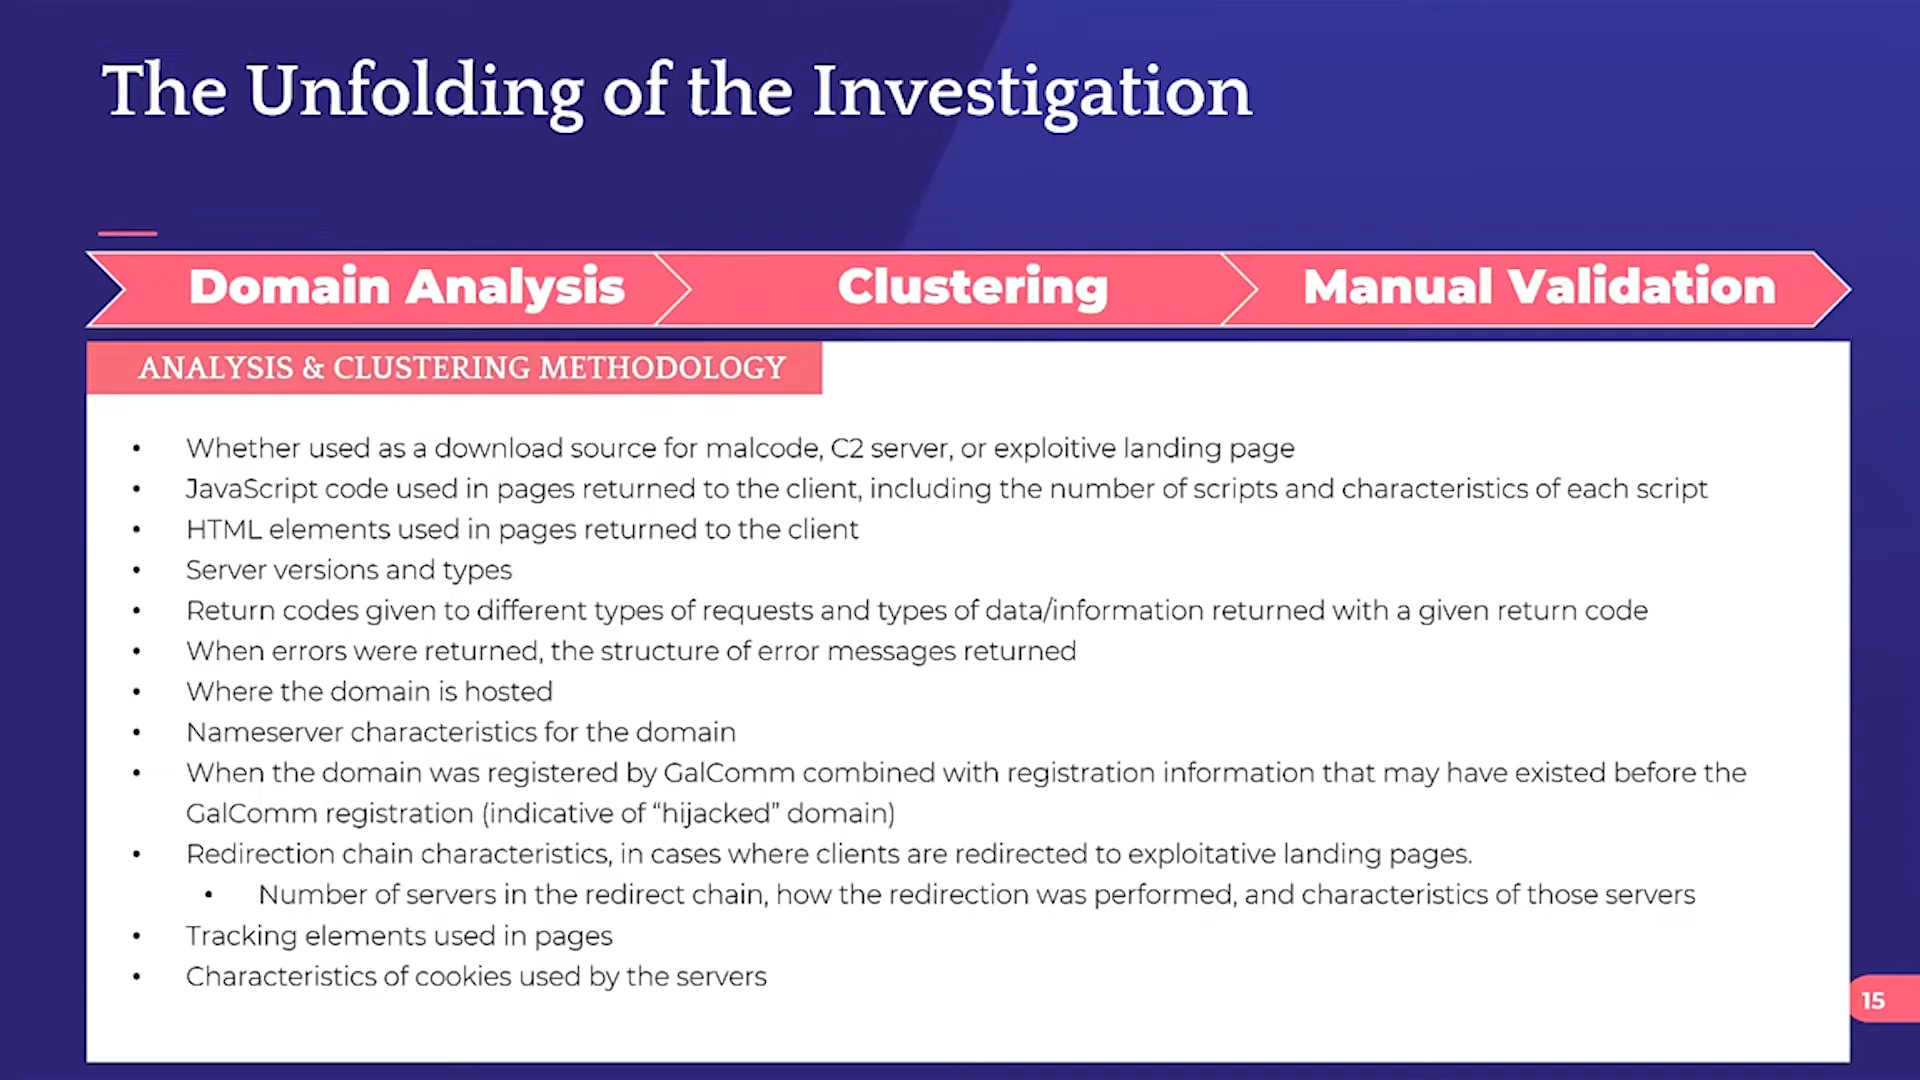 The Unfolding of the Investigation
Domain Analysis
Clustering
Manual Validation
ANALYSIS & CLUSTERING METHODOLOGY
• Whether used as a download source for malcode, C2 server, or exploitive landing page
• JavaScript code used in pages returned to the client, including the number of scripts and characteristics of each script
• HTML elements used in pages returned to the client
• Server versions and types
• Return codes given to different types of requests and types of data/information returned with a given return code
• When errors were returned, the structure of error messages returned
• Where the domain is hosted
• Nameserver characteristics for the domain
• When the domain was registered by GalComm combined with registration information that may have existed before the
GalComm registration (indicative of “hijacked” domain)
• Redirection chain characteristics, in cases where clients are redirected to exploitative landing pages.
• Number of servers in the redirect chain, how the redirection was performed, and characteristics of those servers
• Tracking elements used in pages
• Characteristics of cookies used by the servers
15